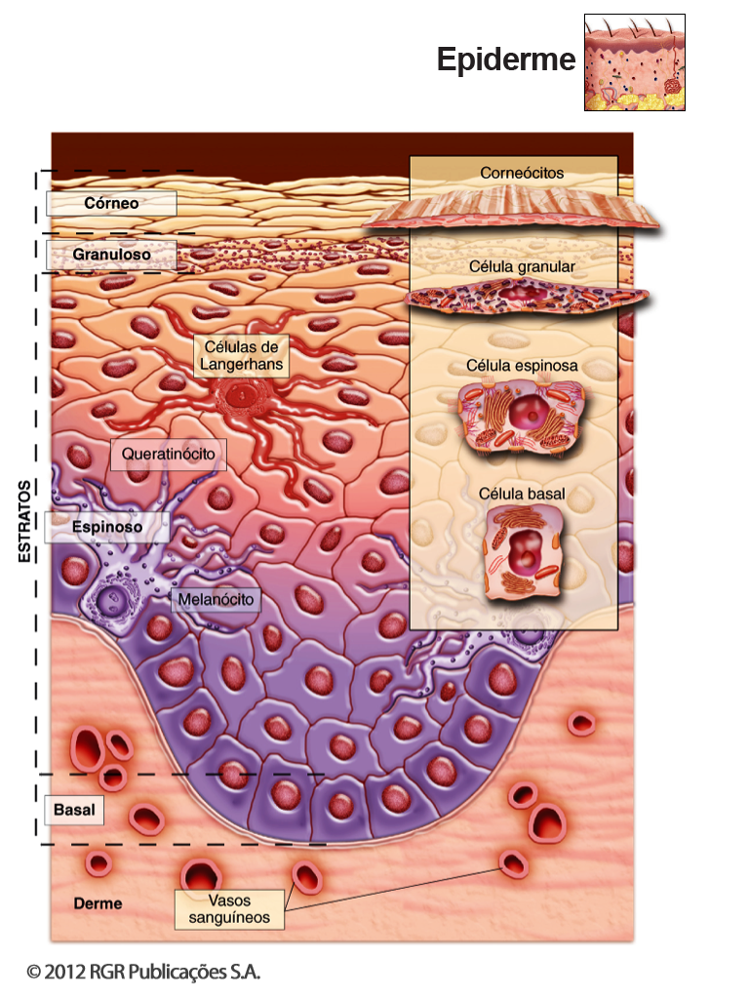 Epiderme
Corneócitos
Córneo
Granuloso
Célula granular
Células de
Langerhans
Célula espinosa
Queratinócito
ESTRATOS
Célula basal
Espinoso
Melanócito
Basal
Derme
Vasos
sanguíneos
© 2012 RGR Publicações S.A.